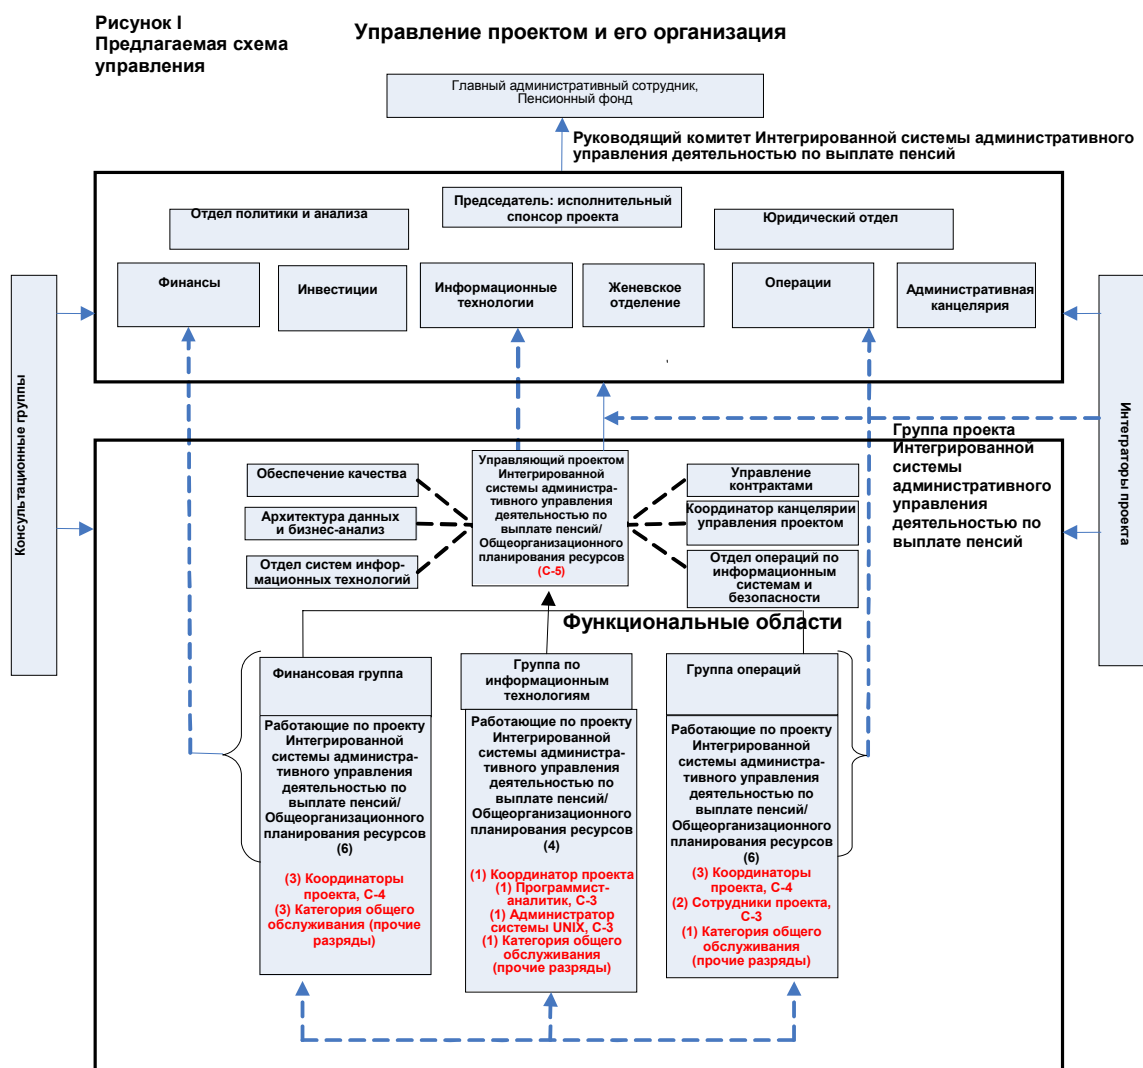 Рисунок I
Предлагаемая схема
управления
Управление проектом и его организация
Главный административный сотрудник,
Пенсионный фонд
Руководящий комитет Интегрированной системы административного
управления деятельностью по выплате пенсий
Председатель: исполнительный
спонсор проекта
Отдел политики и анализа
Юридический отдел
Финансы
Инвестиции
Информационные
технологии
Женевское
отделение
Операции
Административная
канцелярия
Консультационные группы
Интеграторы проекта
Группа проекта
Интегрированной
системы
административного
управления
деятельностью по
выплате пенсий
Обеспечение качества
Архитектура данных
и бизнес-анализ
Отдел систем инфор-
мационных технологий
Управляющий проектом
Интегрированной
системы администра-
тивного управления
деятельностью по
выплате пенсий/
Общеорганизационного
планирования ресурсов
(С-5)
Управление
контрактами
Координатор канцелярии
управления проектом
Отдел операций по
информационным
системам и
безопасности
Функциональные области
Финансовая группа
Работающие по проекту
Интегрированной
системы администра-
тивного управления
деятельностью по
выплате пенсий/
Общеорганизационного
планирования ресурсов
(6)
(3) Координаторы
проекта, С-4
(3) Категория общего
обслуживания (прочие
разряды)
Группа по
информационным
технологиям
Работающие по проекту
Интегрированной
системы администра-
тивного управления
деятельностью по
выплате пенсий/
Общеорганизационного
планирования ресурсов
(4)
(1) Координатор проекта
(1) Программист-
аналитик, С-3
(1) Администратор
системы UNIX, С-3
(1) Категория общего
обслуживания
(прочие разряды)
Группа операций
Работающие по проекту
Интегрированной
системы администра-
тивного управления
деятельностью по
выплате пенсий/
Общеорганизационного
планирования ресурсов
(6)
(3) Координаторы
проекта, С-4
(2) Сотрудники проекта,
С-3
(1) Категория общего
обслуживания
(прочие разряды)